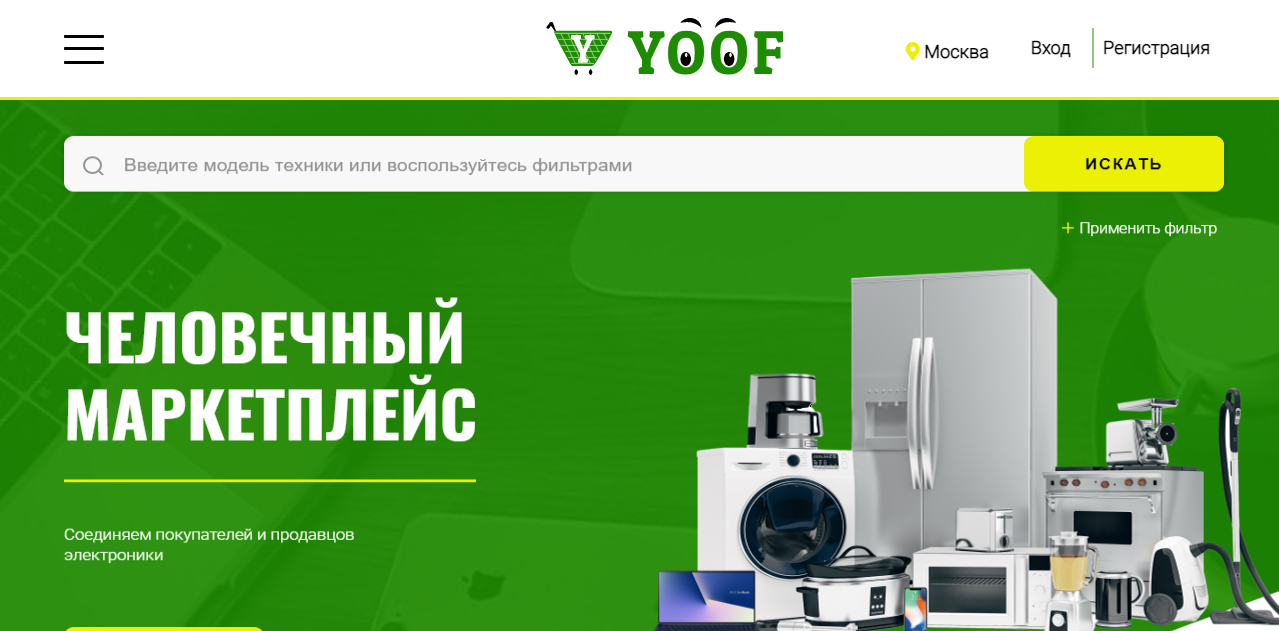 Y YOOF
Москва
Вход
Регистрация
Введите модель техники или воспользуйтесь фильтрами
ИСКАТЬ
+ Применить фильтр
ЧЕЛОВЕЧНЫЙ
МАРКЕТПЛЕЙС
Соединяем покупателей и продавцов
электроники